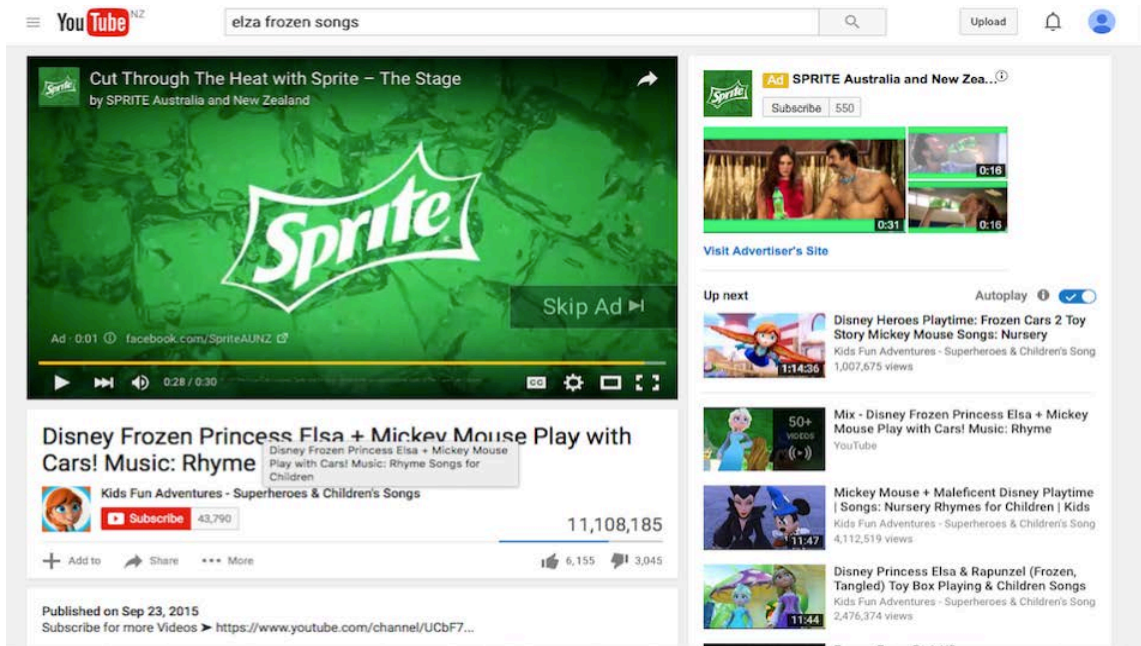 YouTube NZ
elza frozen songs
Upload
Sprite
Cut Through The Heat with Sprite – The Stage
by SPRITE Australia and New Zealand
Sprite
Skip Ad
Ad · 0:01 facebook.com/SpriteAUNZ
0:28 / 0:30
CC
Disney Frozen Princess Elsa + Mickey Mouse Play with
Cars! Music: Rhyme
Disney Frozen Princess Elsa + Mickey Mouse
Play with Cars! Music: Rhyme Songs for
Children
Kids Fun Adventures - Superheroes & Children's Songs
Subscribe 43,790
11,108,185
Add to Share More 6,155 3,045
Published on Sep 23, 2015
Subscribe for more Videos ➤ https://www.youtube.com/channel/UCbF7...
Sprite
Ad SPRITE Australia and New Zea...
Subscribe 550
0:31
0:16
0:16
Visit Advertiser's Site
Up next Autoplay
Disney Heroes Playtime: Frozen Cars 2 Toy
Story Mickey Mouse Songs: Nursery
Kids Fun Adventures - Superheroes & Children's Song
1,007,675 views
1:14:36
Mix - Disney Frozen Princess Elsa + Mickey
Mouse Play with Cars! Music: Rhyme
YouTube
50+
VIDEOS
Mickey Mouse + Maleficent Disney Playtime
| Songs: Nursery Rhymes for Children | Kids
Kids Fun Adventures - Superheroes & Children's Song
4,112,519 views
11:47
Disney Princess Elsa & Rapunzel (Frozen,
Tangled) Toy Box Playing & Children Songs
Kids Fun Adventures - Superheroes & Children's Song
2,476,374 views
11:44